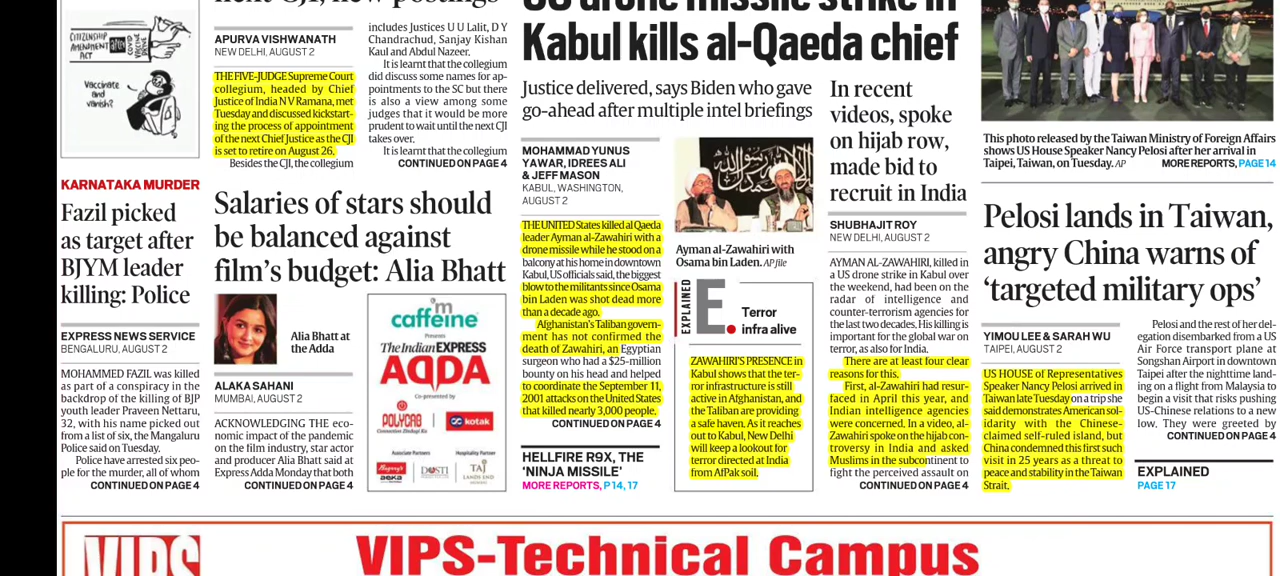 CITIZENSHIP
AMENDMENT
ACT
Vaccinate
and
vanish?
KARNATAKA MURDER
Fazil picked
as target after
BJYM leader
killing: Police
EXPRESS NEWS SERVICE
BENGALURU, AUGUST 2
MOHAMMED FAZIL was killed
as part of a conspiracy in the
backdrop of the killing of BJP
youth leader Praveen Nettaru,
32, with his name picked out
from a list of six, the Mangaluru
Police said on Tuesday.
Police have arrested six peo-
ple for the murder, all of whom
CONTINUED ON PAGE 4
next CJI, new postings
APURVA VISHWANATH
NEW DELHI, AUGUST 2
THE FIVE-JUDGE Supreme Court
collegium, headed by Chief
Justice of India N V Ramana, met
Tuesday and discussed kickstart-
ing the process of appointment
of the next Chief Justice as the CJI
is set to retire on August 26.
Besides the CJI, the collegium
includes Justices U U Lalit, D Y
Chandrachud, Sanjay Kishan
Kaul and Abdul Nazeer.
It is learnt that the collegium
did discuss some names for ap-
pointments to the SC but there
is also a view among some
judges that it would be more
prudent to wait until the next CJI
takes over.
It is learnt that the collegium
CONTINUED ON PAGE 4
Salaries of stars should
be balanced against
film's budget: Alia Bhatt
Alia Bhatt at
the Adda
ALAKA SAHANI
MUMBAI, AUGUST 2
ACKNOWLEDGING THE eco-
nomic impact of the pandemic
on the film industry, star actor
and producer Alia Bhatt said at
Express Adda Monday that both
CONTINUED ON PAGE 4
'm
caffeine
Presents
The Indian EXPRESS
ADDA
Co-presented by
POLYCAB
kotak
Associate Partners
Hospitality Partner
DOSTI
TAJ
US drone missile strike in
Kabul kills al-Qaeda chief
Justice delivered, says Biden who gave
go-ahead after multiple intel briefings
MOHAMMAD YUNUS
YAWAR, IDREES ALI
& JEFF MASON
KABUL, WASHINGTON,
AUGUST 2
THE UNITED States killed al Qaeda
leader Ayman al-Zawahiri with a
drone missile while he stood on a
balcony at his home in downtown
Kabul, US officials said, the biggest
blow to the militants since Osama
bin Laden was shot dead more
than a decade ago.
Afghanistan's Taliban govern-
ment has not confirmed the
death of Zawahiri, an Egyptian
surgeon who had a $25-million
bounty on his head and helped
to coordinate the September 11,
2001 attacks on the United States
that killed nearly 3,000 people.
CONTINUED ON PAGE 4
HELLFIRE R9X, THE
'NINJA MISSILE'
MORE REPORTS, P 14, 17
Ayman al-Zawahiri with
Osama bin Laden. AP file
EXPLAINED
E.
Terror
infra alive
ZAWAHIRI'S PRESENCE in
Kabul shows that the ter-
ror infrastructure is still
active in Afghanistan, and
the Taliban are providing
a safe haven. As it reaches
out to Kabul, New Delhi
will keep a lookout for
terror directed at India
from AfPak soil.
In recent
videos, spoke
on hijab row,
made bid to
recruit in India
SHUBHAJIT ROY
NEW DELHI, AUGUST 2
AYMAN AL-ZAWAHIRI, killed in
a US drone strike in Kabul over
the weekend, had been on the
radar of intelligence and
counter-terrorism agencies for
the last two decades. His killing is
important for the global war on
terror, as also for India.
There are at least four clear
reasons for this.
First, al-Zawahiri had resur-
faced in April this year, and
Indian intelligence agencies
were concerned. In a video, al-
Zawahiri spoke on the hijab con-
troversy in India and asked
Muslims in the subcontinent to
fight the perceived assault on
CONTINUED ON PAGE 4
This photo released by the Taiwan Ministry of Foreign Affairs
shows US House Speaker Nancy Pelosi after her arrival in
Taipei, Taiwan, on Tuesday. AP
MORE REPORTS, PAGE 14
Pelosi lands in Taiwan,
angry China warns of
'targeted military ops'
YIMOU LEE & SARAH WU
TAIPEI, AUGUST 2
US HOUSE of Representatives
Speaker Nancy Pelosi arrived in
Taiwan late Tuesday on a trip she
said demonstrates American sol-
idarity with the Chinese-
claimed self-ruled island, but
China condemned this first such
visit in 25 years as a threat to
peace and stability in the Taiwan
Strait.
Pelosi and the rest of her del-
egation disembarked from a US
Air Force transport plane at
Songshan Airport in downtown
Taipei after the nighttime land-
ing on a flight from Malaysia to
begin a visit that risks pushing
US-Chinese relations to a new
low. They were greeted by
CONTINUED ON PAGE 4
EXPLAINED
PAGE 17
VIPS
VIPS-Technical Campus